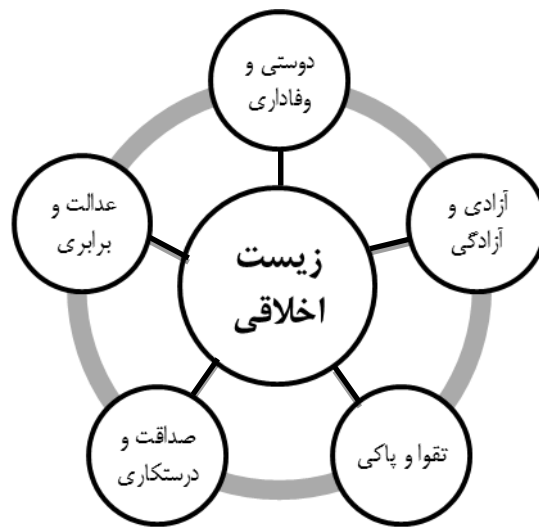 دوستی و
وفاداری
آزادی و
آزادگی
عدالت و
برابری
زیست
اخلاقی
تقوا و پاکی
صداقت و
درستکاری